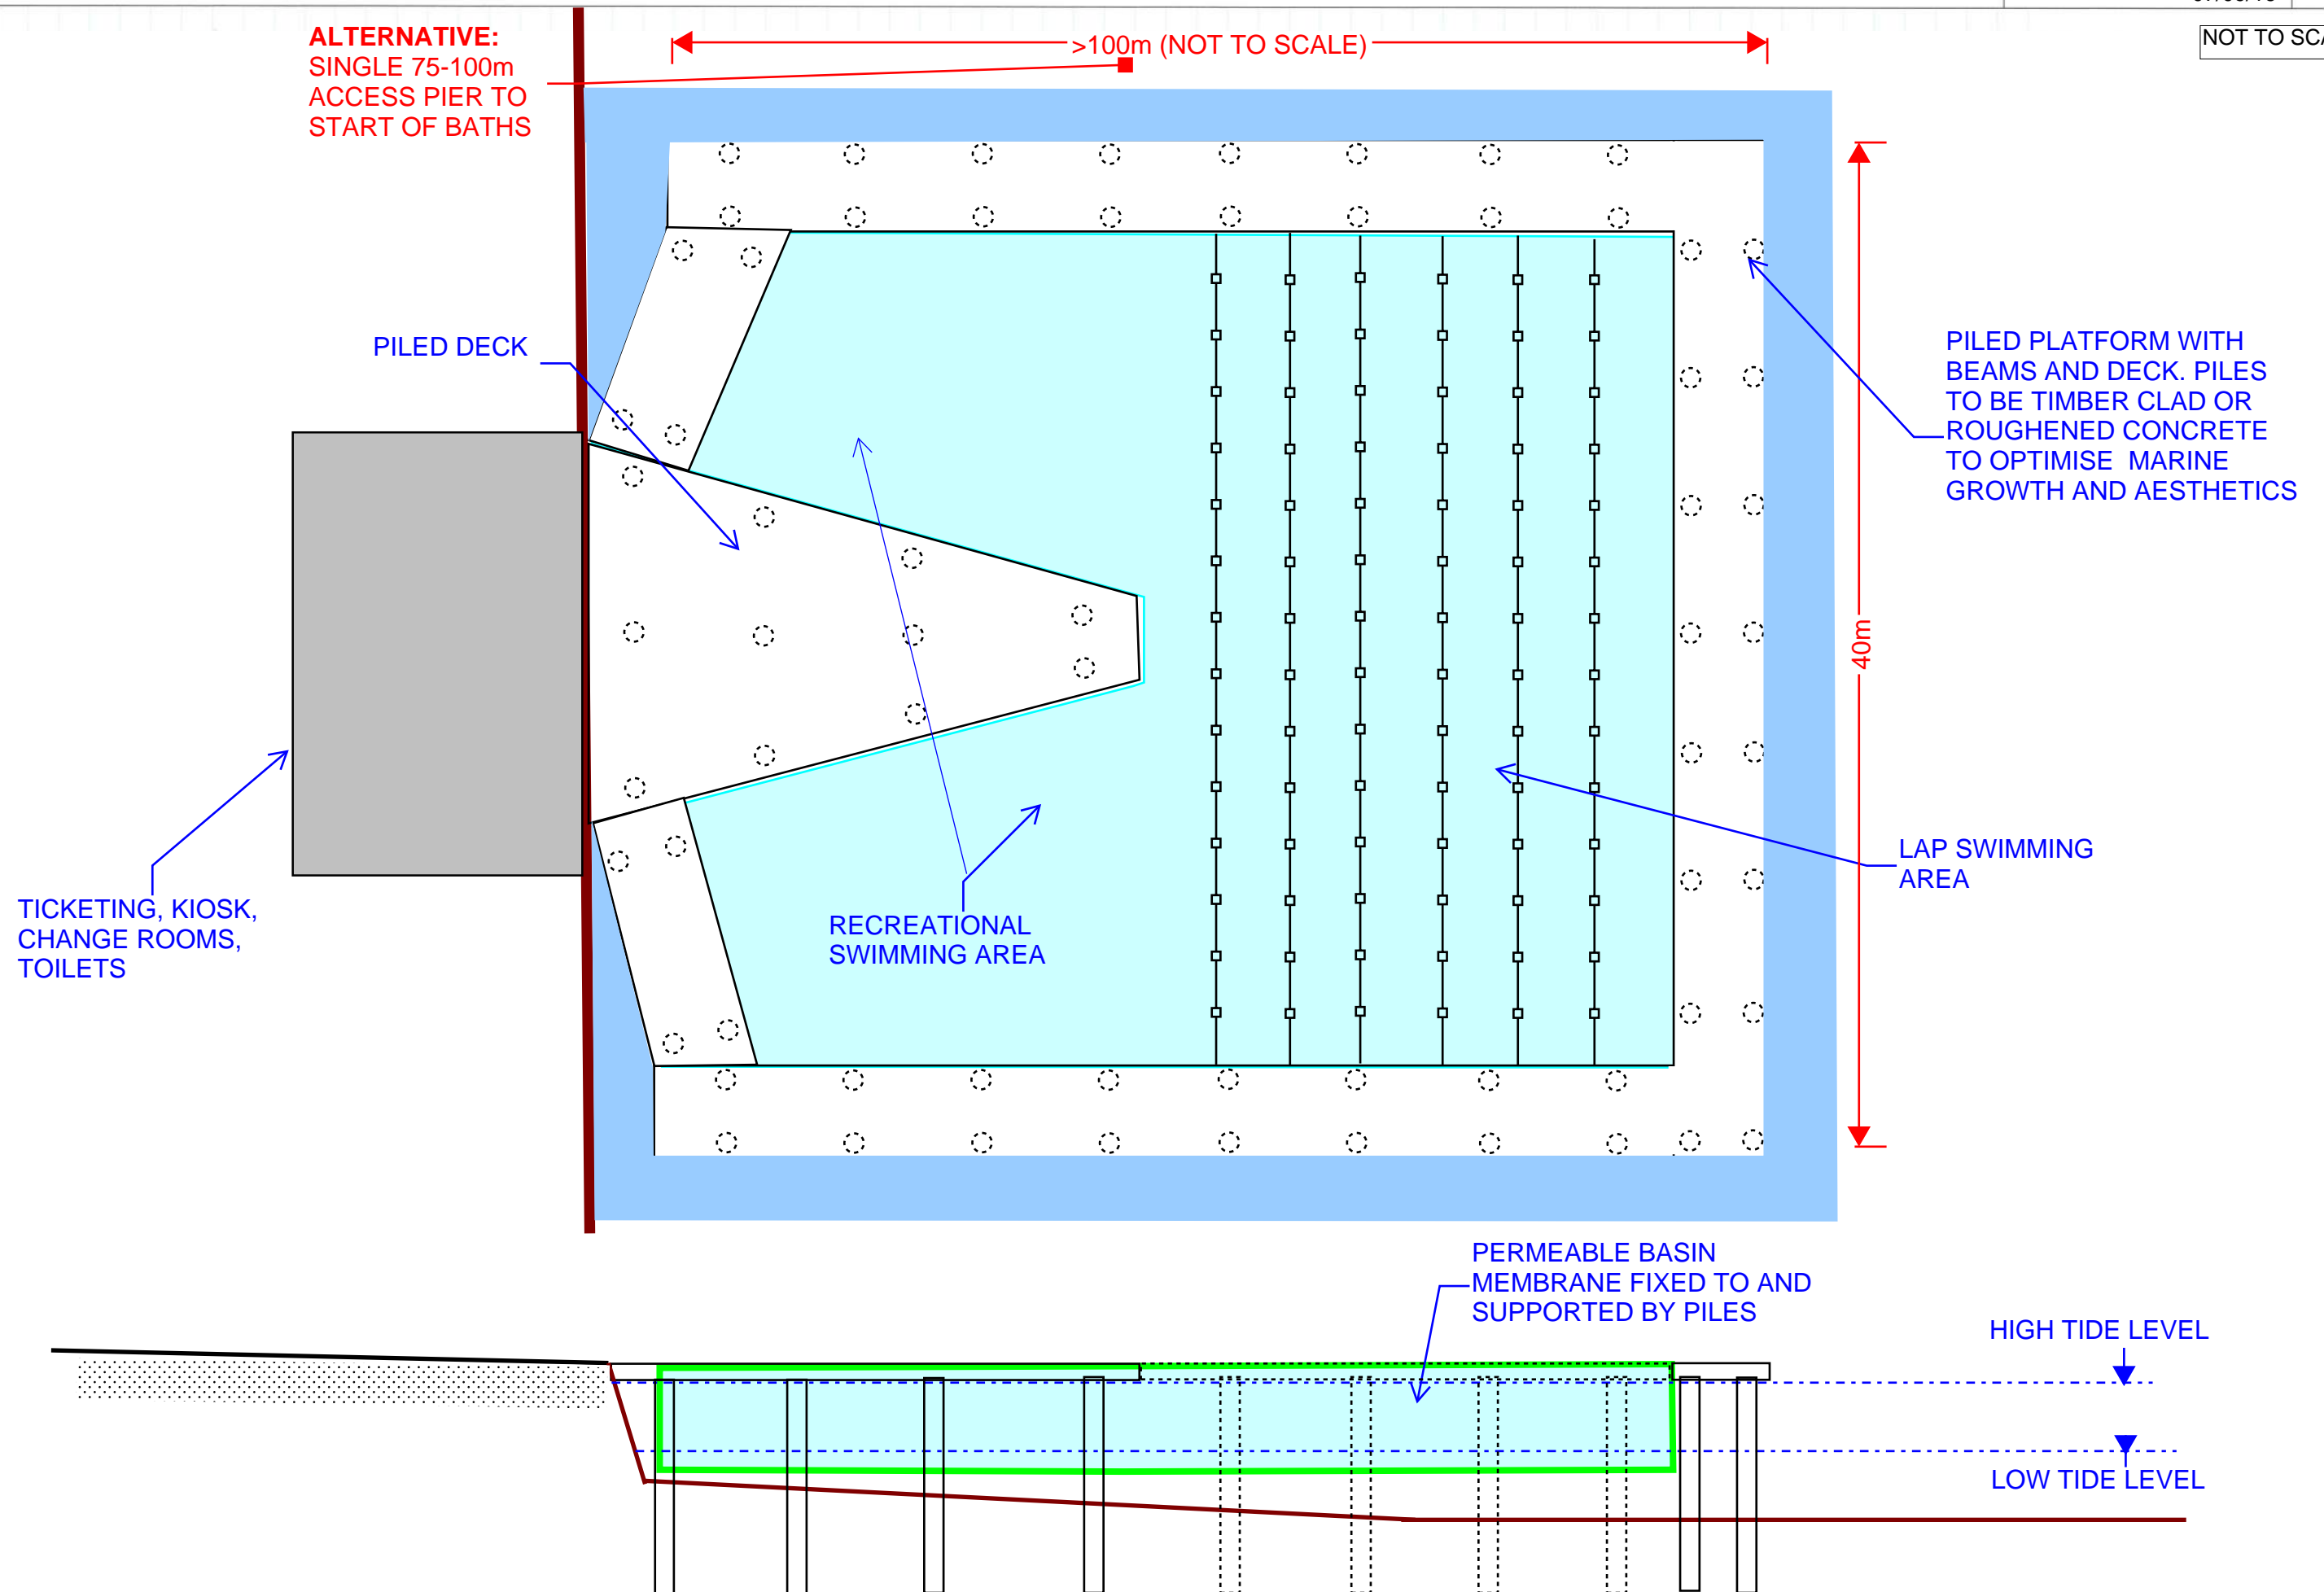 NOT TO SCA
ALTERNATIVE:
SINGLE 75-100m
ACCESS PIER TO
START OF BATHS
>100m (NOT TO SCALE)
PILED DECK
PILED PLATFORM WITH
BEAMS AND DECK. PILES
TO BE TIMBER CLAD OR
ROUGHENED CONCRETE
TO OPTIMISE  MARINE
GROWTH AND AESTHETICS
40m
LAP SWIMMING
AREA
TICKETING, KIOSK,
CHANGE ROOMS,
TOILETS
RECREATIONAL
SWIMMING AREA
PERMEABLE BASIN
MEMBRANE FIXED TO AND
SUPPORTED BY PILES
HIGH TIDE LEVEL
LOW TIDE LEVEL